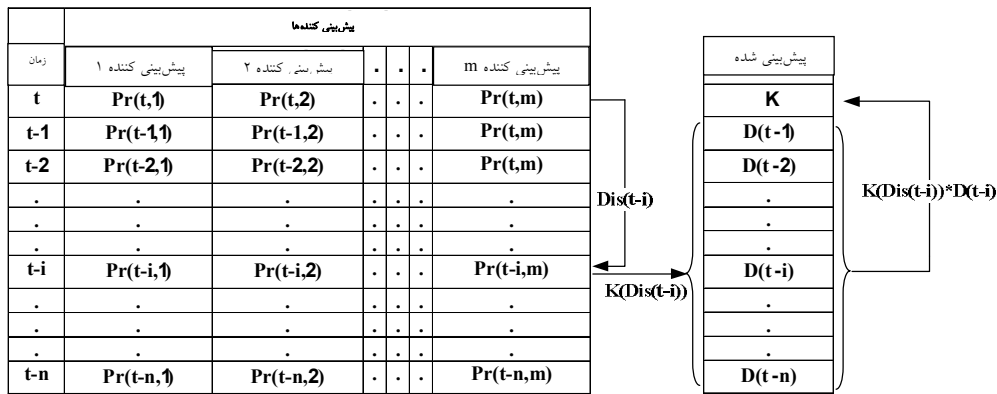 پیش‌بینی کننده‌ها
زمان پیش‌بینی کننده ۱ پیش‌بینی کننده ۲ . . . پیش‌بینی کننده m پیش‌بینی شده
t Pr(t,1) Pr(t,2) . . . Pr(t,m) K
t-1 Pr(t-1,1) Pr(t-1,2) . . . Pr(t,m) D(t-1)
t-2 Pr(t-2,1) Pr(t-2,2) . . . Pr(t,m) D(t-2)
. . . . . . . .
Dis(t-i) K(Dis(t-i))*D(t-i)
. . . . . . . .
. . . . . . . .
t-i Pr(t-i,1) Pr(t-i,2) . . . Pr(t-i,m) D(t-i)
K(Dis(t-i))
. . . . . . . .
. . . . . . . .
. . . . . . . .
t-n Pr(t-n,1) Pr(t-n,2) . . . Pr(t-n,m) D(t-n)